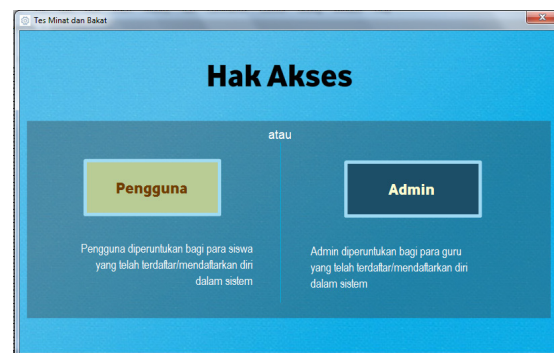 Tes Minat dan Bakat
Hak Akses
atau
Pengguna
Admin
Pengguna diperuntukan bagi para siswa
yang telah terdaftar/mendaftarkan diri
dalam sistem
Admin diperuntukan bagi para guru
yang telah terdaftar/mendaftarkan diri
dalam sistem